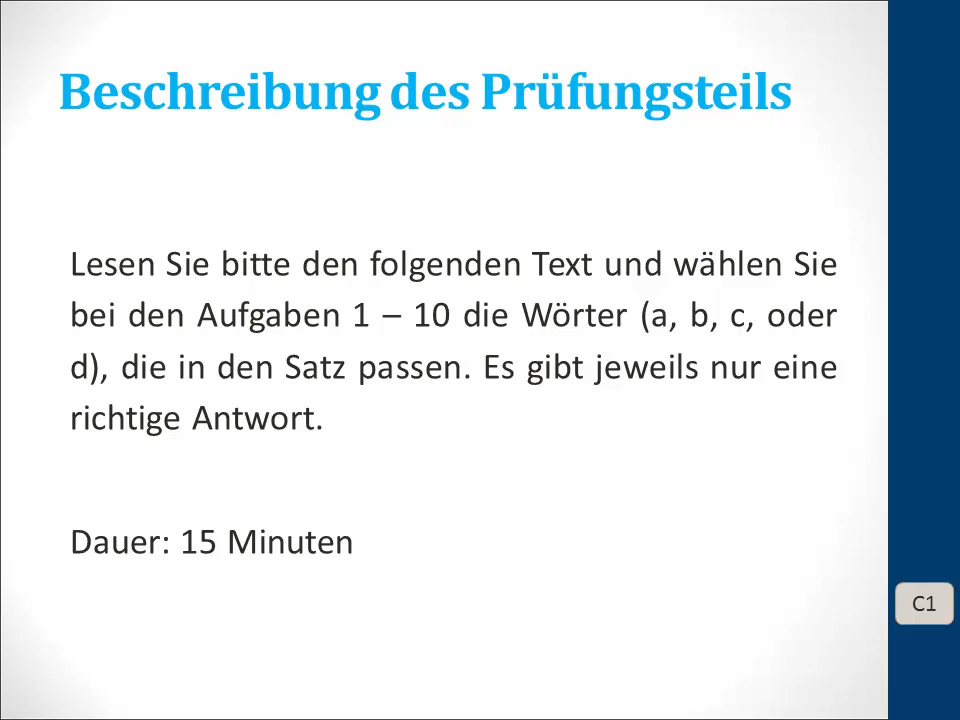 Beschreibung des Prüfungsteils
Lesen Sie bitte den folgenden Text und wählen Sie
bei den Aufgaben 1 – 10 die Wörter (a, b, c, oder
d), die in den Satz passen. Es gibt jeweils nur eine
richtige Antwort.
Dauer: 15 Minuten
C1